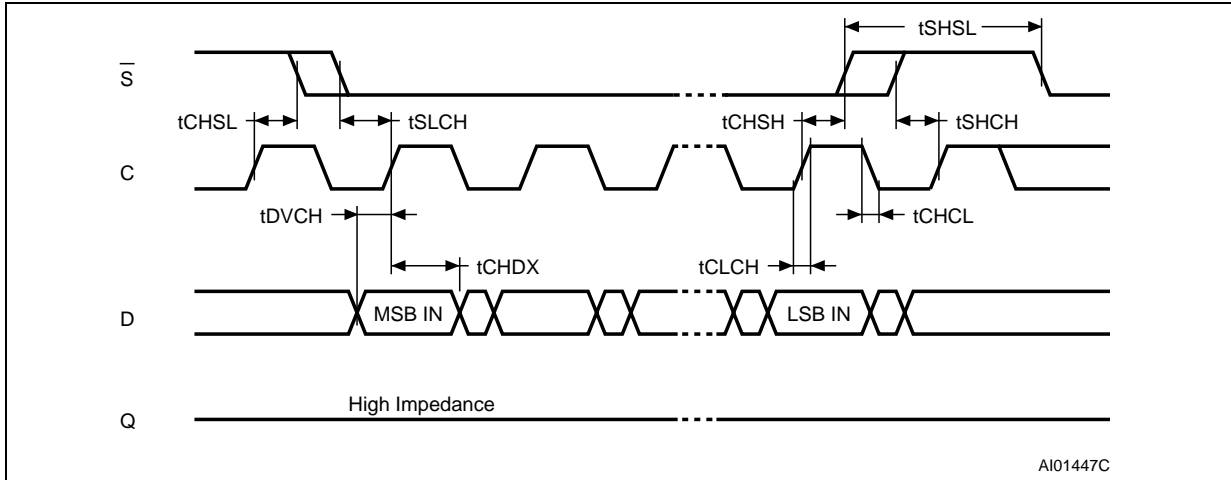 tSHSL
S̅
tCHSL
tSLCH
tCHSH
tSHCH
C
tDVCH
tCHCL
tCHDX
tCLCH
D
MSB IN
LSB IN
High Impedance
Q
AI01447C